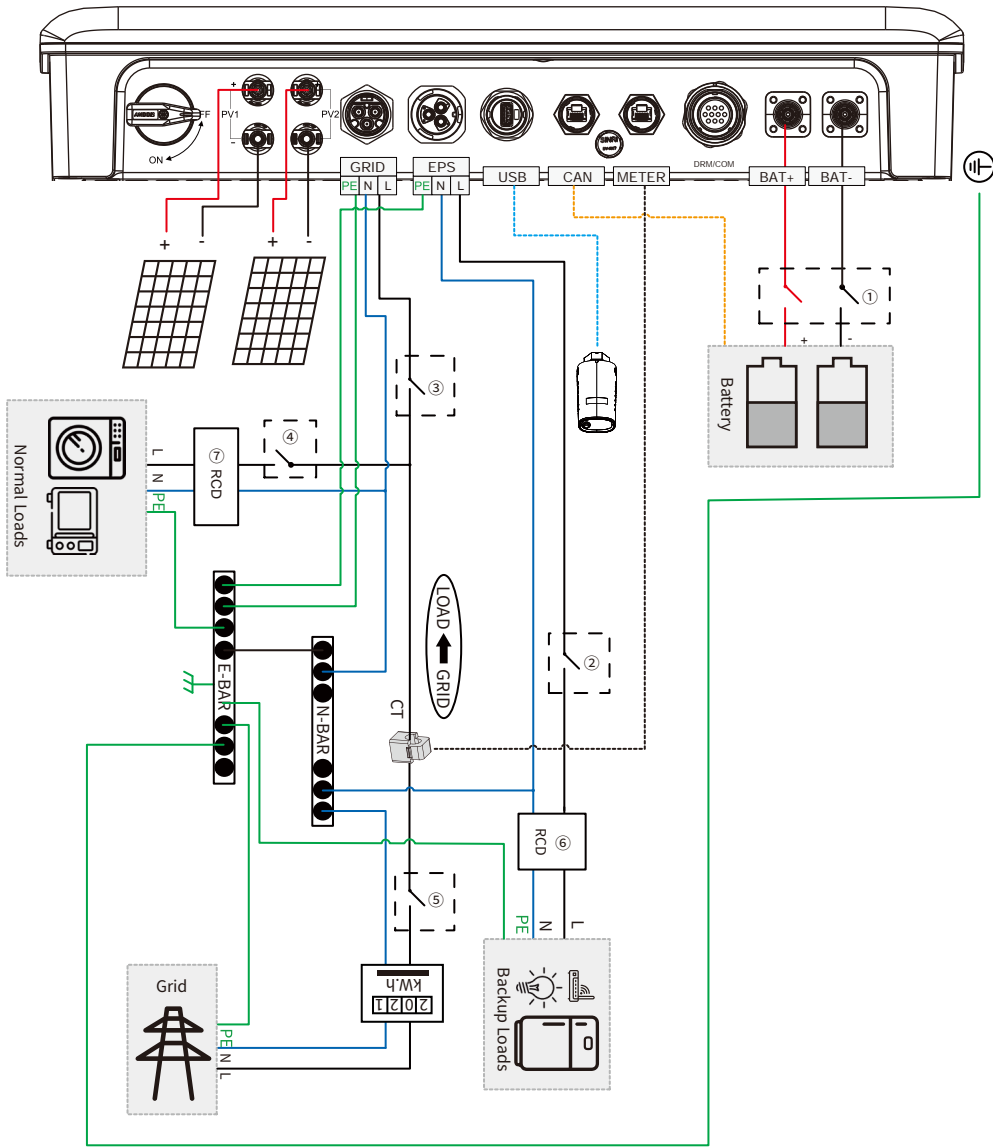 +
-
PV1
+
-
PV2
FF
ON
DRM/COM
GRID
EPS
PE N L
PE N L
USB
CAN
METER
BAT+
BAT-
+ -
+ -
①
+
-
Battery
③
④
⑦ RCD
L
N
PE
Normal Loads
LOAD GRID
②
E-BAR
N-BAR
CT
RCD ⑥
⑤
PE
N
L
Backup Loads
kW.h
2021
Grid
PE
N
L